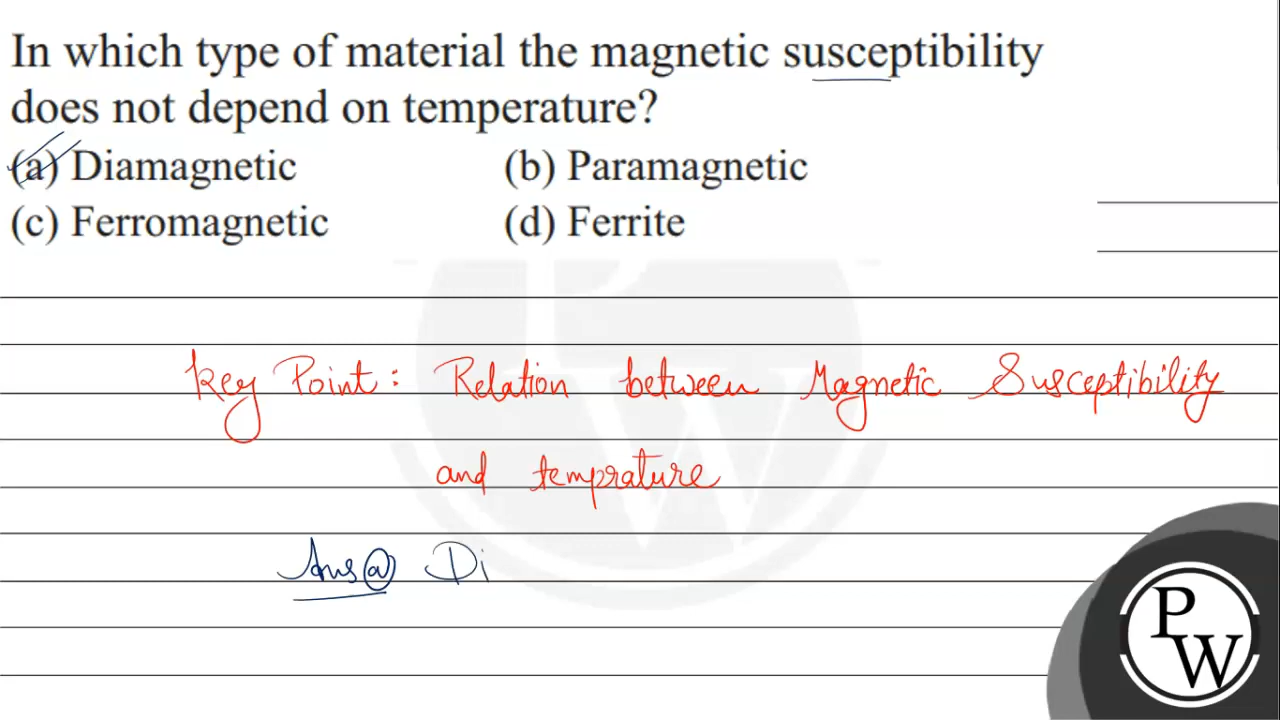 In which type of material the magnetic susceptibility
does not depend on temperature?
(a) Diamagnetic (b) Paramagnetic
(c) Ferromagnetic (d) Ferrite
Key Point: Relation between Magnetic Susceptibility
and temprature
Ans (a) Di
PW